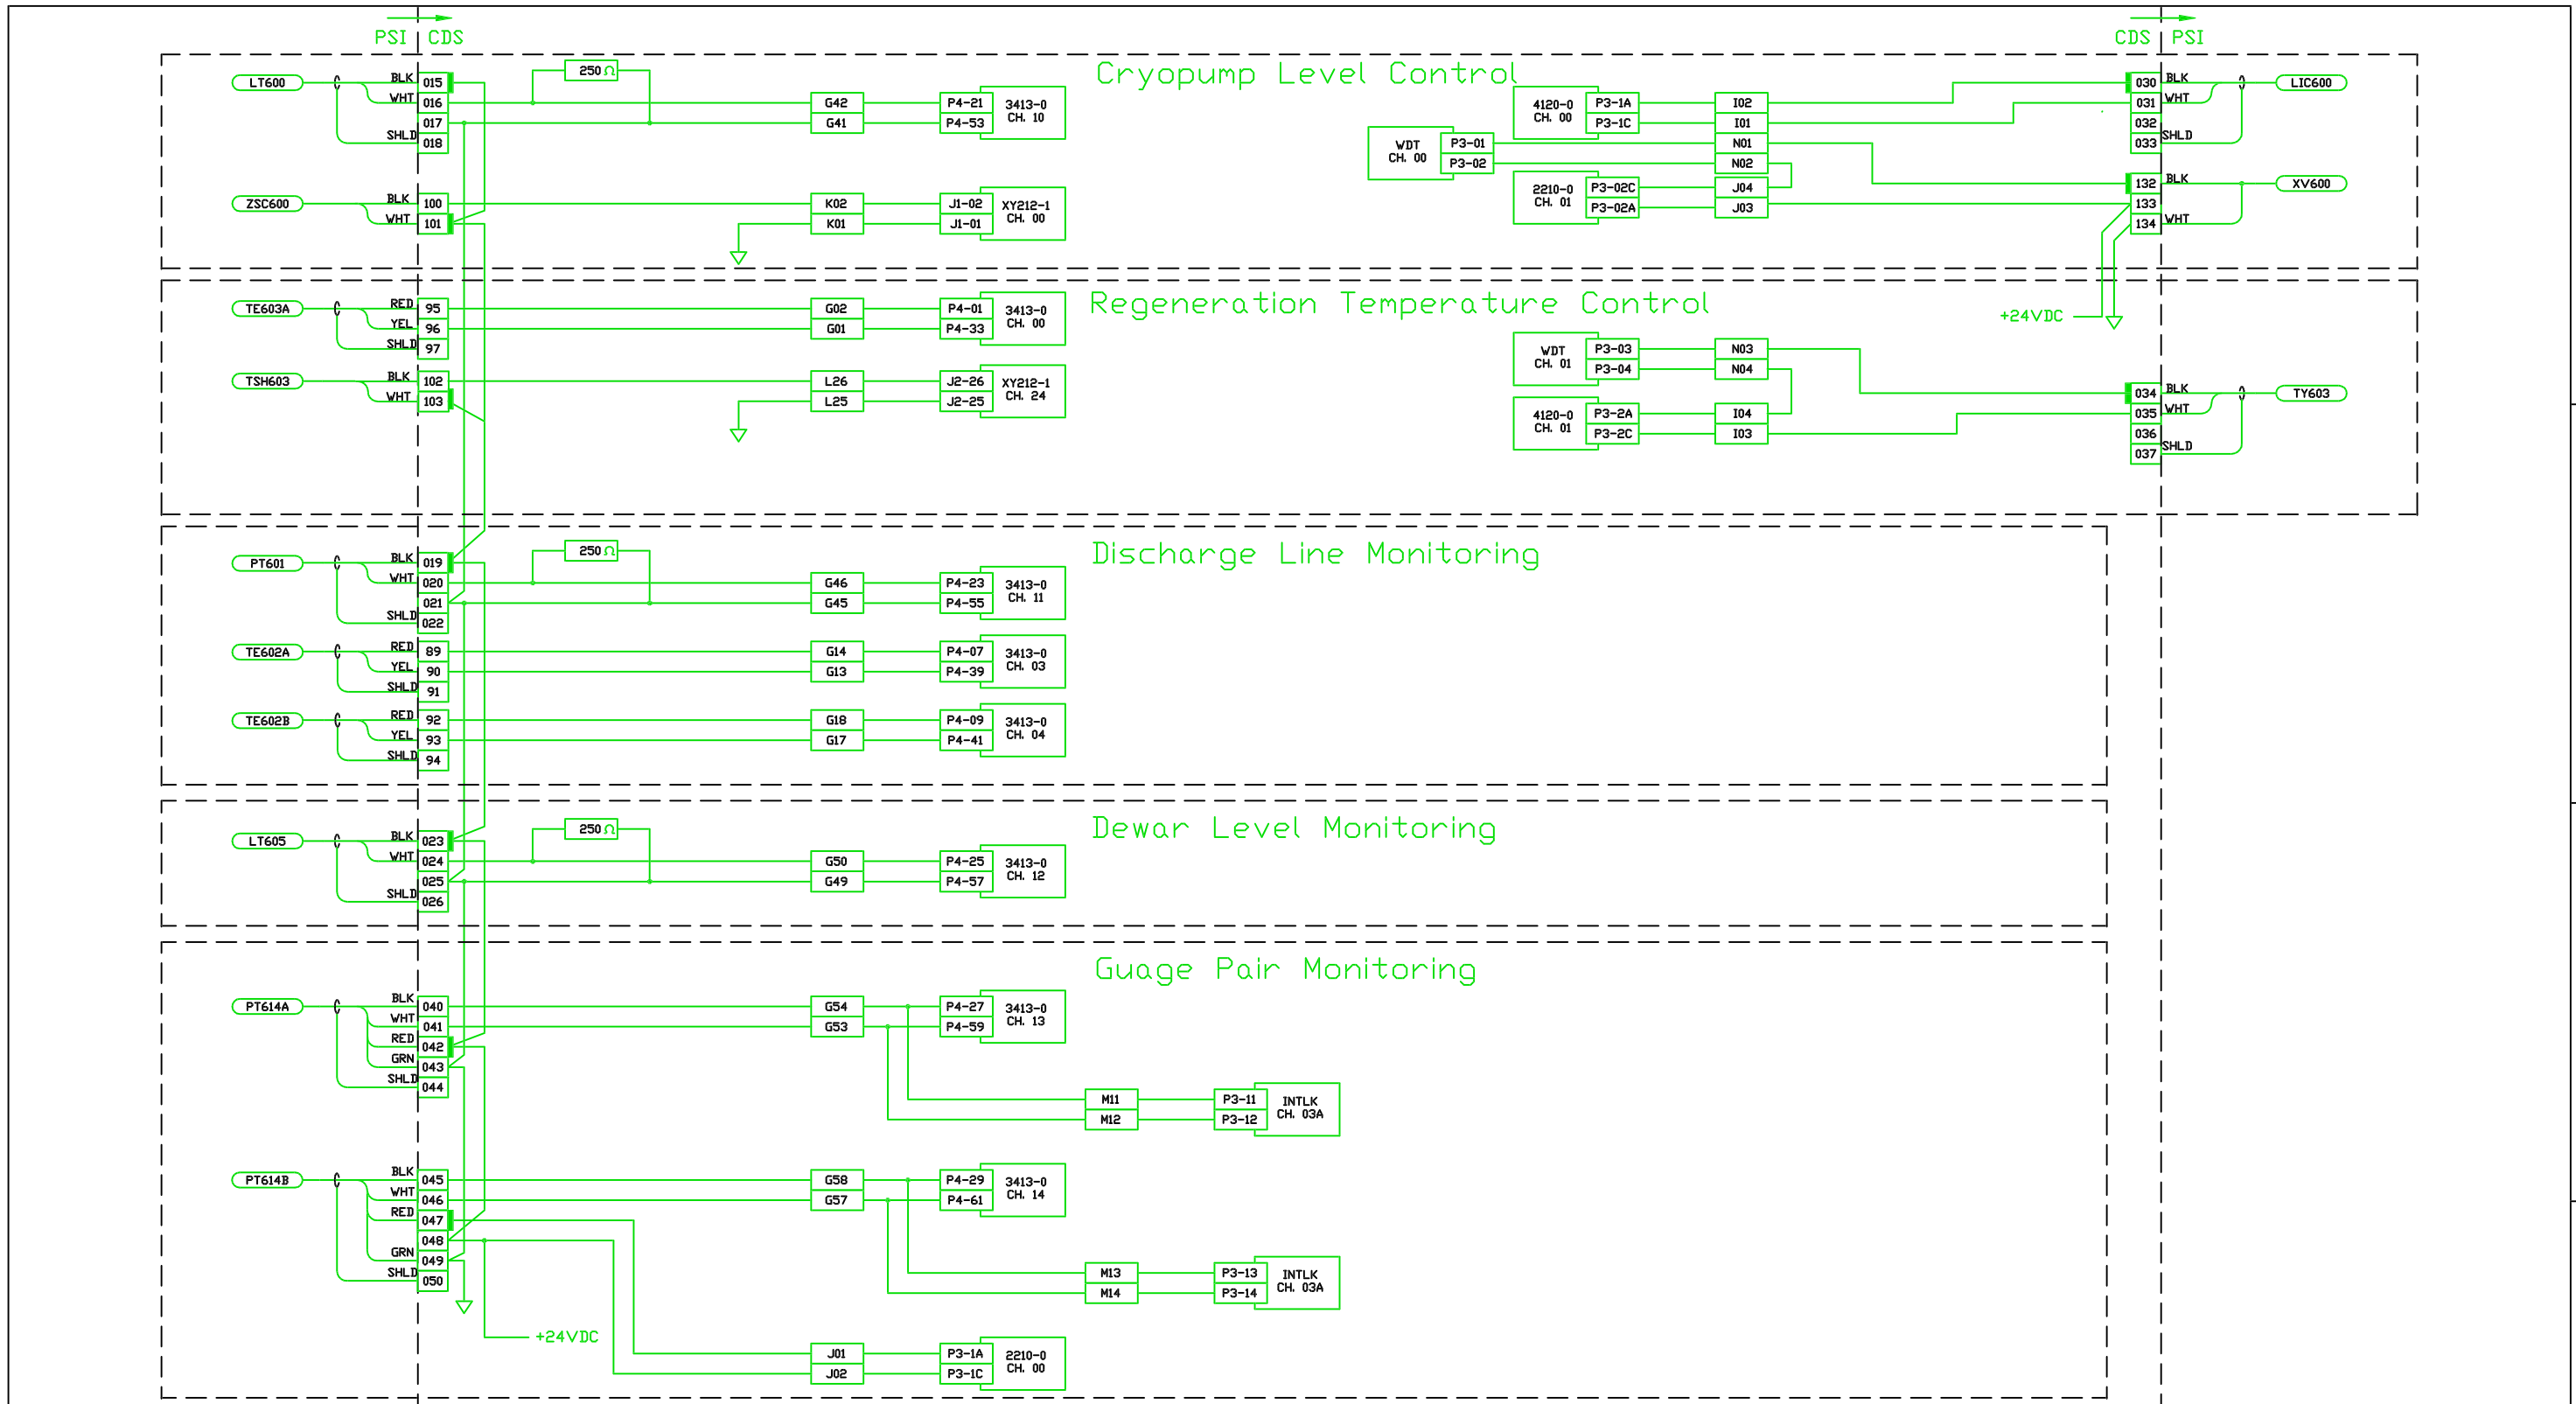 PSI CDS
CDS PSI
Cryopump Level Control
LT600
BLK 015
WHT 016
017
SHLD 018
250Ω
G42 P4-21
G41 P4-53
3413-0
CH. 10
ZSC600
BLK 100
WHT 101
K02 J1-02
K01 J1-01
XY212-1
CH. 00
4120-0
CH. 00
P3-1A I02
P3-1C I01
WDT
CH. 00
P3-01 N01
P3-02 N02
2210-0
CH. 01
P3-02C J04
P3-02A J03
030 BLK
031 WHT
032
033 SHLD
LIC600
132 BLK
133
134 WHT
XV600
+24VDC
Regeneration Temperature Control
TE603A
RED 95
YEL 96
SHLD 97
G02 P4-01
G01 P4-33
3413-0
CH. 00
TSH603
BLK 102
WHT 103
L26 J2-26
L25 J2-25
XY212-1
CH. 24
WDT
CH. 01
P3-03 N03
P3-04 N04
4120-0
CH. 01
P3-2A I04
P3-2C I03
034 BLK
035 WHT
036
037 SHLD
TY603
Discharge Line Monitoring
PT601
BLK 019
WHT 020
021
SHLD 022
250Ω
G46 P4-23
G45 P4-55
3413-0
CH. 11
TE602A
RED 89
YEL 90
SHLD 91
G14 P4-07
G13 P4-39
3413-0
CH. 03
TE602B
RED 92
YEL 93
SHLD 94
G18 P4-09
G17 P4-41
3413-0
CH. 04
Dewar Level Monitoring
LT605
BLK 023
WHT 024
025
SHLD 026
250Ω
G50 P4-25
G49 P4-57
3413-0
CH. 12
Guage Pair Monitoring
PT614A
BLK 040
WHT 041
RED 042
GRN 043
SHLD 044
G54 P4-27
G53 P4-59
3413-0
CH. 13
M11 P3-11
M12 P3-12
INTLK
CH. 03A
PT614B
BLK 045
WHT 046
RED 047
048
GRN 049
SHLD 050
G58 P4-29
G57 P4-61
3413-0
CH. 14
M13 P3-13
M14 P3-14
INTLK
CH. 03A
+24VDC
J01 P3-1A
J02 P3-1C
2210-0
CH. 00